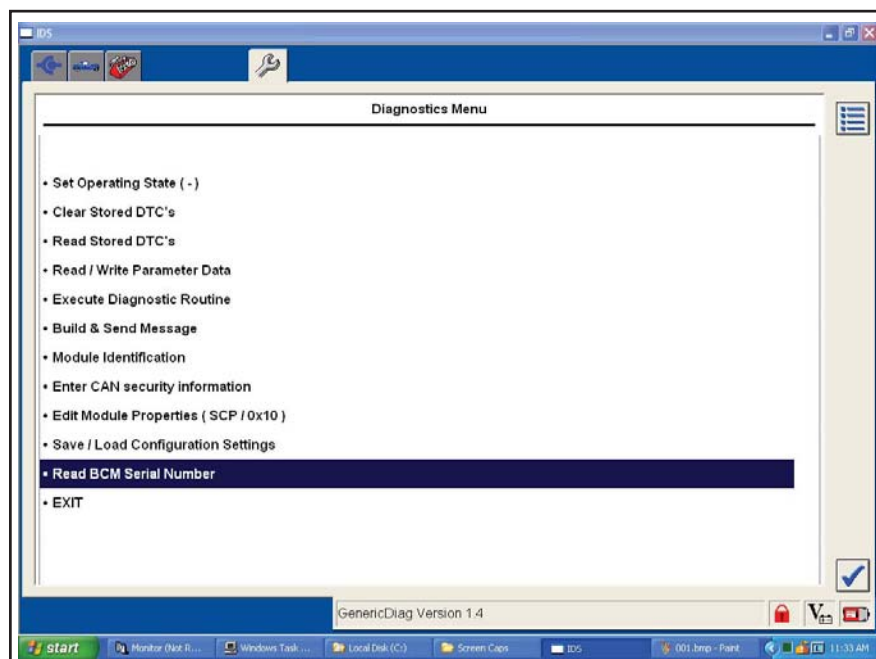 IDS
Diagnostics Menu
• Set Operating State ( - )
• Clear Stored DTC's
• Read Stored DTC's
• Read / Write Parameter Data
• Execute Diagnostic Routine
• Build & Send Message
• Module Identification
• Enter CAN security information
• Edit Module Properties ( SCP / 0x10 )
• Save / Load Configuration Settings
• Read BCM Serial Number
• EXIT
GenericDiag Version 1.4
start Monitor (Not R... Windows Task ... Local Disk (C:) Screen Caps IDS 001.bmp - Paint 11:33 AM